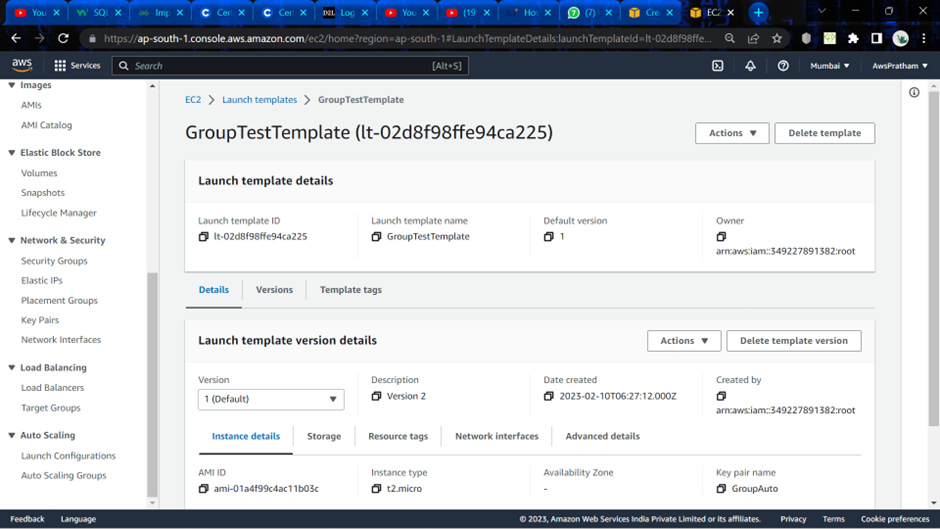 You
SQL
Imp
Cer
Cer
DXL Log
You
(19
Ho
(7)
Cre
EC2
https://ap-south-1.console.aws.amazon.com/ec2/home?region=ap-south-1#LaunchTemplateDetails:launchTemplateId=lt-02d8f98ffe...
aws
Services
Search
[Alt+S]
Mumbai
AwsPratham
Images
AMIs
AMI Catalog
Elastic Block Store
Volumes
Snapshots
Lifecycle Manager
Network & Security
Security Groups
Elastic IPs
Placement Groups
Key Pairs
Network Interfaces
Load Balancing
Load Balancers
Target Groups
Auto Scaling
Launch Configurations
Auto Scaling Groups
EC2 > Launch templates > GroupTestTemplate
GroupTestTemplate (lt-02d8f98ffe94ca225)
Actions
Delete template
Launch template details
Launch template ID
lt-02d8f98ffe94ca225
Launch template name
GroupTestTemplate
Default version
1
Owner
arn:aws:iam::349227891382:root
Details
Versions
Template tags
Launch template version details
Actions
Delete template version
Version
1 (Default)
Description
Version 2
Date created
2023-02-10T06:27:12.000Z
Created by
arn:aws:iam::349227891382:root
Instance details
Storage
Resource tags
Network interfaces
Advanced details
AMI ID
ami-01a4f99c4ac11b03c
Instance type
t2.micro
Availability Zone
-
Key pair name
GroupAuto
Feedback
Language
© 2023, Amazon Web Services India Private Limited or its affiliates.
Privacy
Terms
Cookie preferences